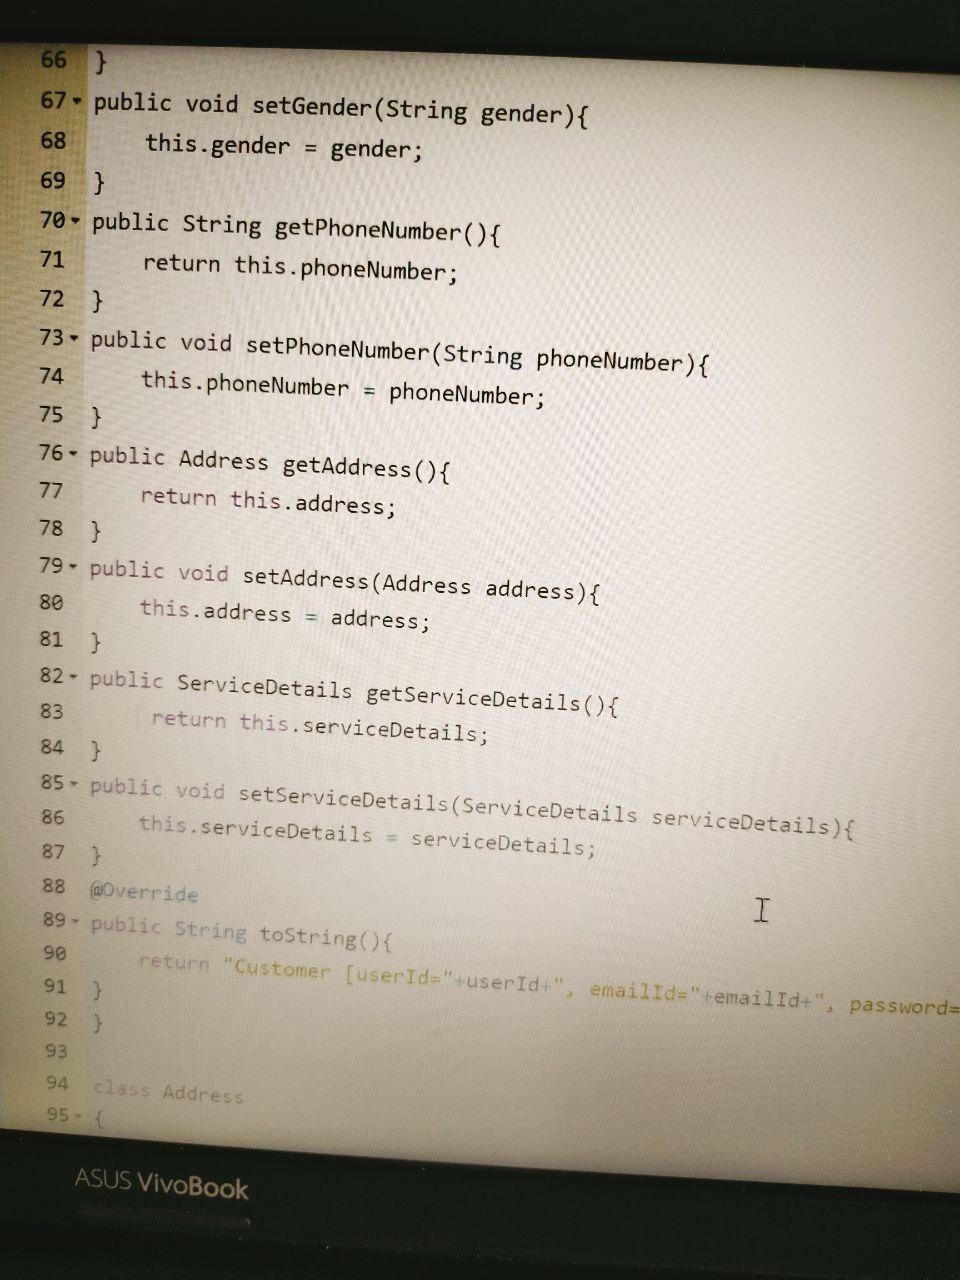 66 }
67 public void setGender(String gender){
68 this.gender = gender;
69 }
70 public String getPhoneNumber(){
71 return this.phoneNumber;
72 }
73 public void setPhoneNumber(String phoneNumber){
74 this.phoneNumber = phoneNumber;
75 }
76 public Address getAddress(){
77 return this.address;
78 }
79 public void setAddress(Address address){
80 this.address = address;
81 }
82 public ServiceDetails getServiceDetails(){
83 return this.serviceDetails;
84 }
85 public void setServiceDetails(ServiceDetails serviceDetails){
86 this.serviceDetails = serviceDetails;
87 }
88 @Override
89 public String toString(){
90 return "Customer [userId="+userId+", emailId="+emailId+", password=
91 }
92 }
93
94 class Address
95 {
ASUS VivoBook